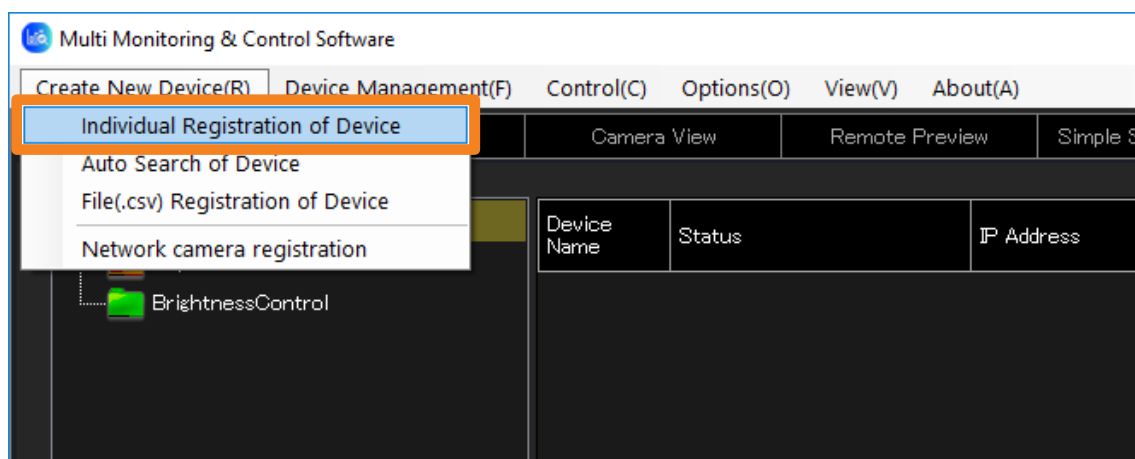 Multi Monitoring & Control Software
Create New Device(R) Device Management(F) Control(C) Options(O) View(V) About(A)
Individual Registration of Device
Camera View Remote Preview Simple
Auto Search of Device
File(.csv) Registration of Device
Device Name Status IP Address
Network camera registration
BrightnessControl